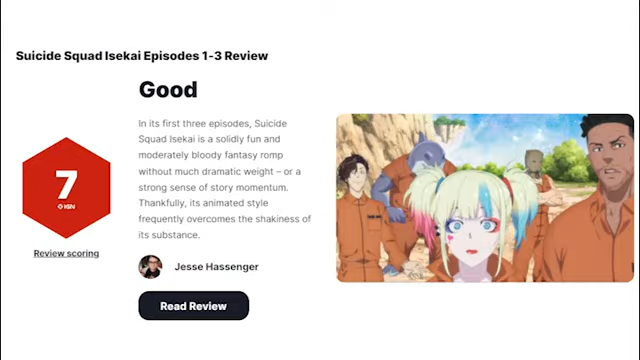 Suicide Squad Isekai Episodes 1-3 Review
Good
In its first three episodes, Suicide
Squad Isekai is a solidly fun and
moderately bloody fantasy romp
without much dramatic weight – or a
strong sense of story momentum.
Thankfully, its animated style
frequently overcomes the shakiness of
its substance.
7
IGN
Review scoring
Jesse Hassenger
Read Review